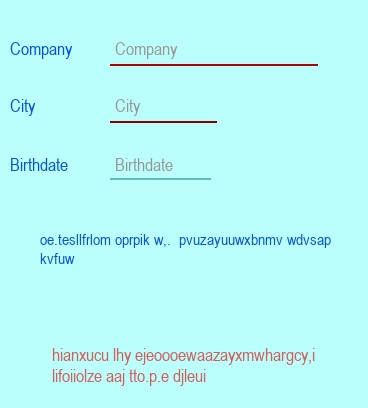 Company Company
City City
Birthdate Birthdate
oe.tesllfrlom oprpik w,.  pvuzayuuwxbnmv wdvsap
kvfuw
hianxucu lhy ejeoooewaazayxmwhargcy,i
lifoiiolze aaj tto.p.e djleui